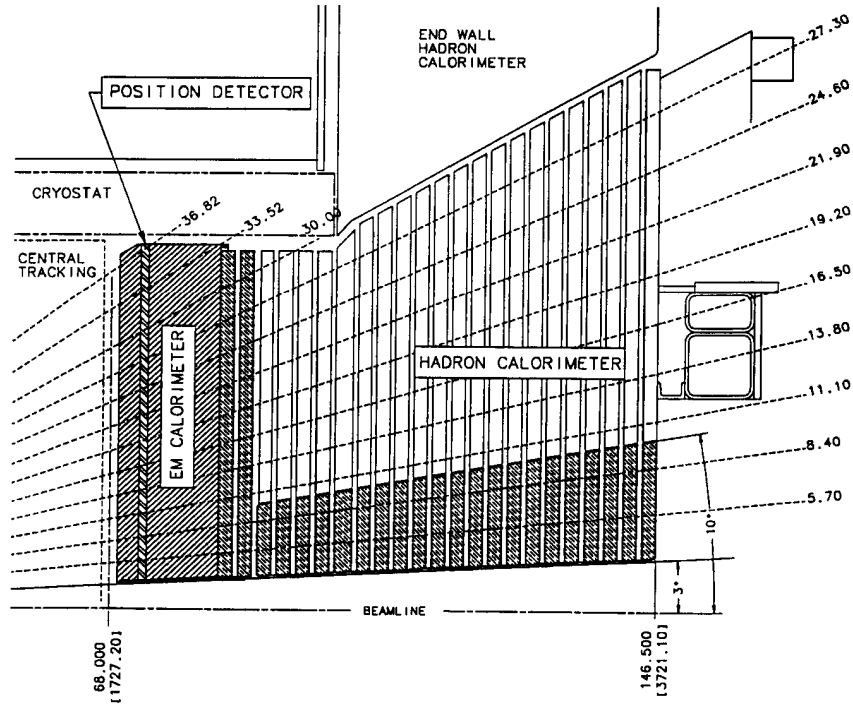 END WALL
HADRON
CALORIMETER
27.30
POSITION DETECTOR
24.60
21.90
CRYOSTAT
36.82
33.52
30.00
19.20
CENTRAL
TRACKING
16.50
13.80
HADRON CALORIMETER
EM CALORIMETER
11.10
8.40
5.70
10°
3°
BEAMLINE
68.000
[1727.20]
146.500
[3721.10]